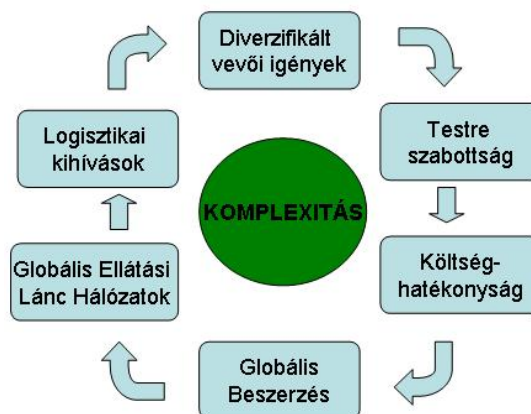 Diverzifikált
vevői igények
Testre
szabottság
Költség-
hatékonyság
Globális
Beszerzés
Globális Ellátási
Lánc Hálózatok
Logisztikai
kihívások
KOMPLEXITÁS